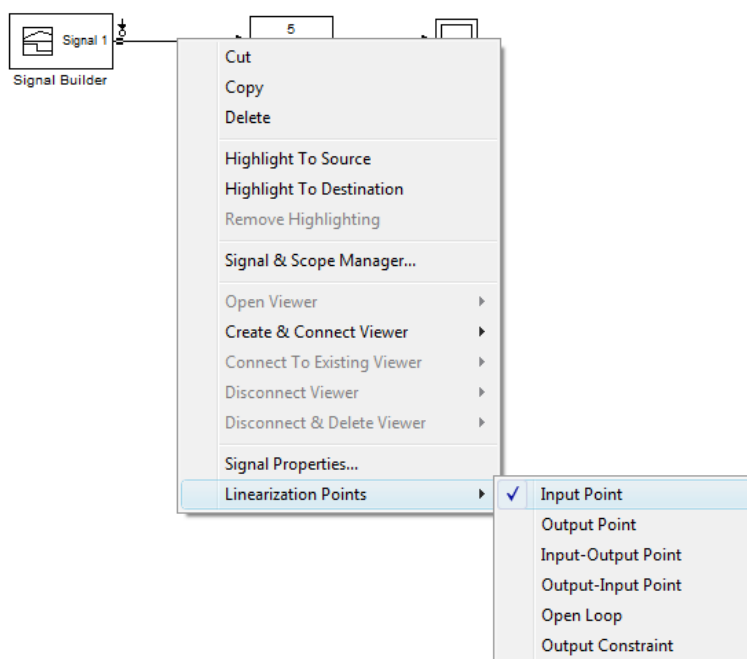 5
Signal 1
Signal Builder
Cut
Copy
Delete
Highlight To Source
Highlight To Destination
Remove Highlighting
Signal & Scope Manager...
Open Viewer
Create & Connect Viewer
Connect To Existing Viewer
Disconnect Viewer
Disconnect & Delete Viewer
Signal Properties...
Linearization Points
Input Point
Output Point
Input-Output Point
Output-Input Point
Open Loop
Output Constraint